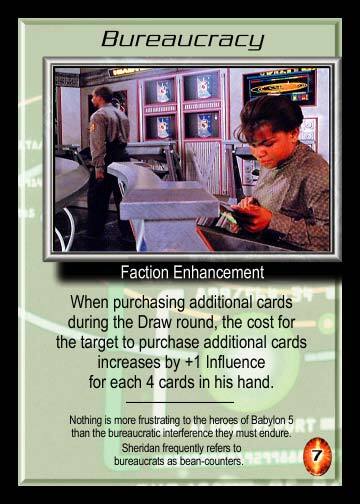 Bureaucracy
Faction Enhancement
When purchasing additional cards
during the Draw round, the cost for
the target to purchase additional cards
increases by +1 Influence
for each 4 cards in his hand.
Nothing is more frustrating to the heroes of Babylon 5
than the bureaucratic interference they must endure.
Sheridan frequently refers to
bureaucrats as bean-counters.
7